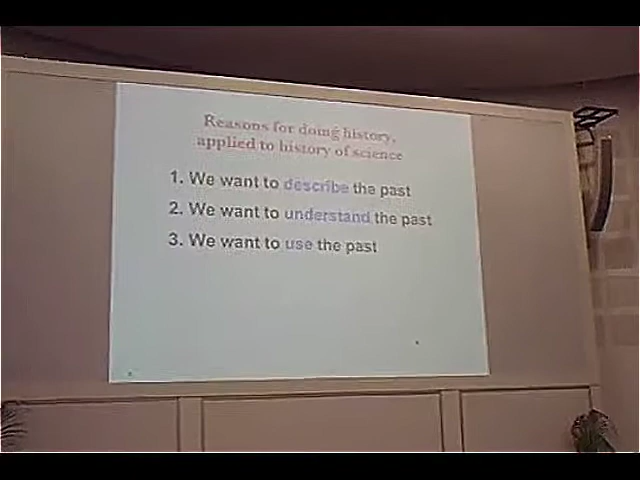 Reasons for doing history,
applied to history of science
1. We want to describe the past
2. We want to understand the past
3. We want to use the past